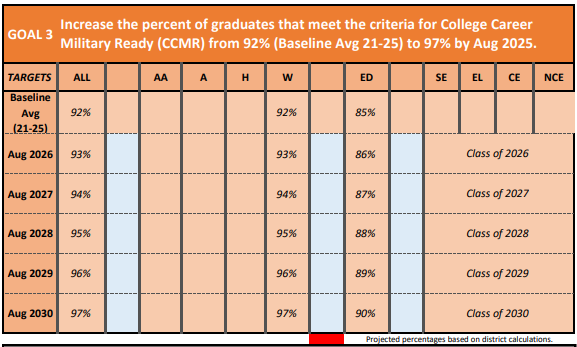 GOAL 3 Increase the percent of graduates that meet the criteria for College Career
Military Ready (CCMR) from 92% (Baseline Avg 21-25) to 97% by Aug 2025.
TARGETS ALL AA A H W ED SE EL CE NCE
Baseline
Avg
(21-25) 92% 92% 85%
Aug 2026 93% 93% 86% Class of 2026
Aug 2027 94% 94% 87% Class of 2027
Aug 2028 95% 95% 88% Class of 2028
Aug 2029 96% 96% 89% Class of 2029
Aug 2030 97% 97% 90% Class of 2030
Projected percentages based on district calculations.